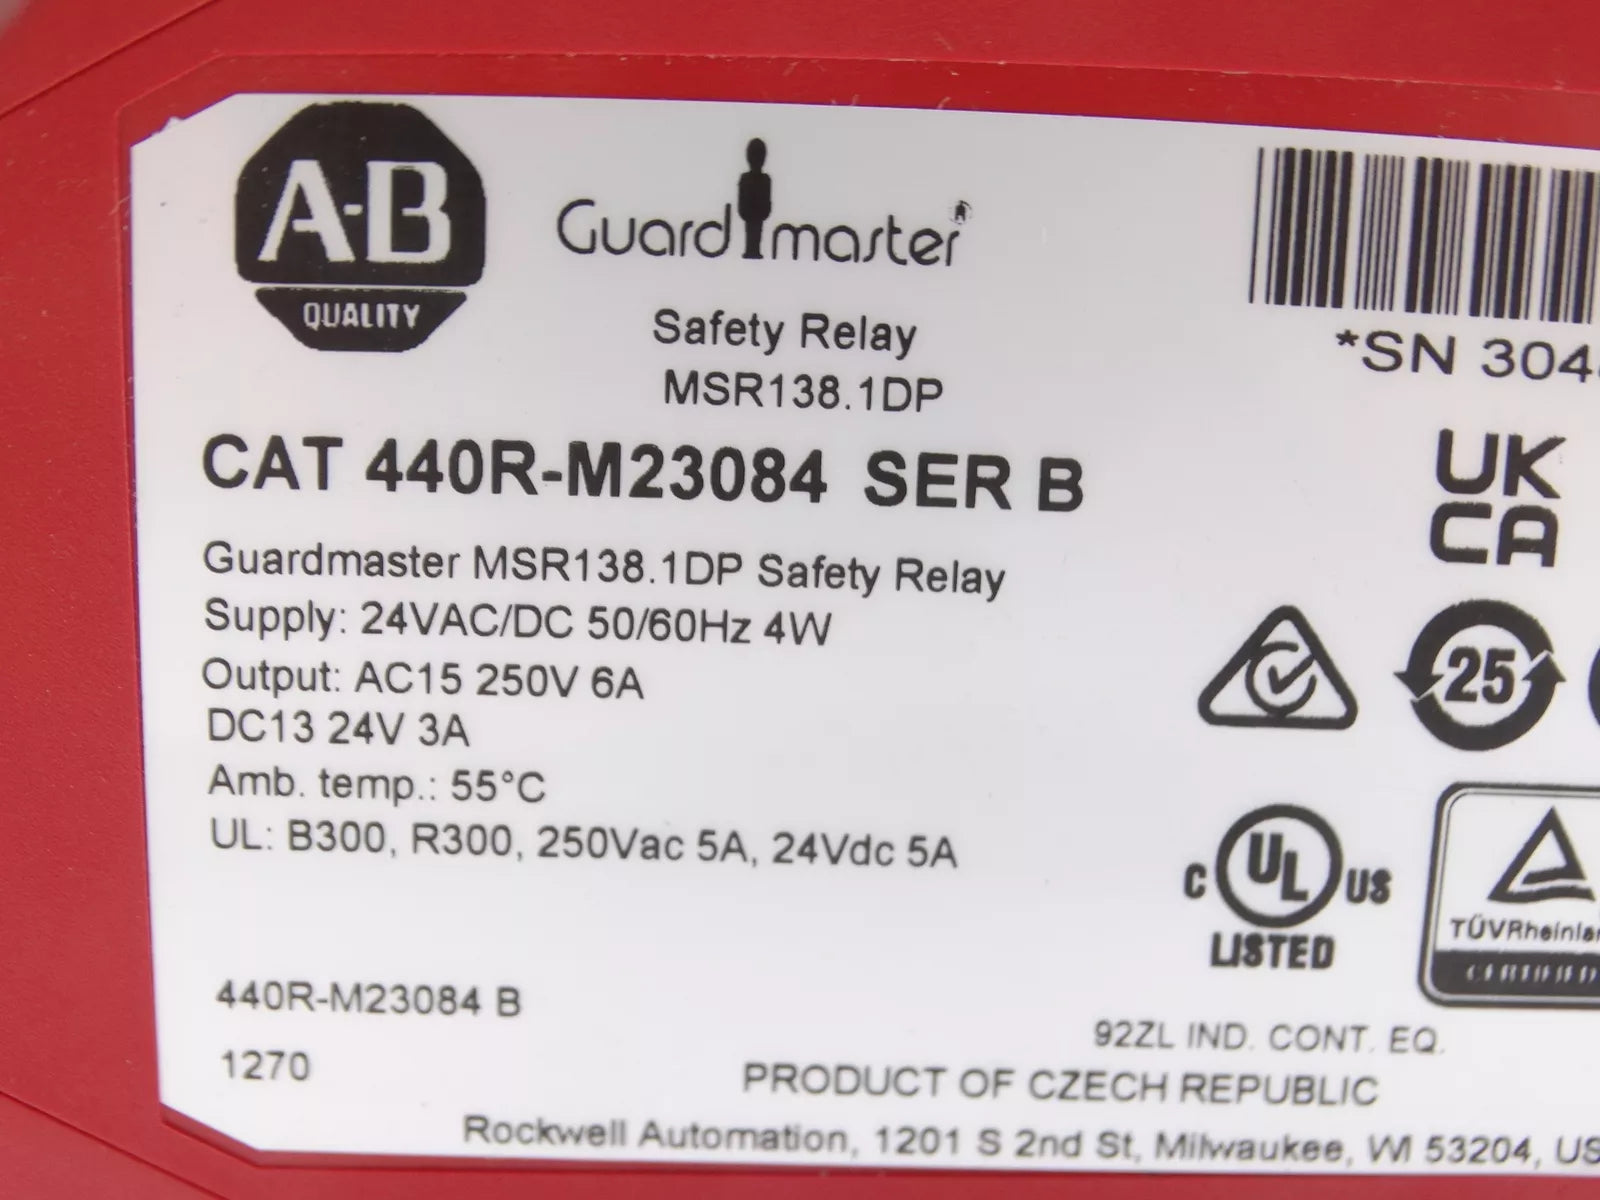 A-B
QUALITY
Guardmaster®
Safety Relay
MSR138.1DP
CAT 440R-M23084 SER B
Guardmaster MSR138.1DP Safety Relay
Supply: 24VAC/DC 50/60Hz 4W
Output: AC15 250V 6A
DC13 24V 3A
Amb. temp.: 55°C
UL: B300, R300, 250Vac 5A, 24Vdc 5A
440R-M23084 B
1270
*SN 304
UK
CA
25
C UL US
LISTED
TÜVRheinlan
CERTIFIED
92ZL IND. CONT. EQ.
PRODUCT OF CZECH REPUBLIC
Rockwell Automation, 1201 S 2nd St, Milwaukee, WI 53204, US